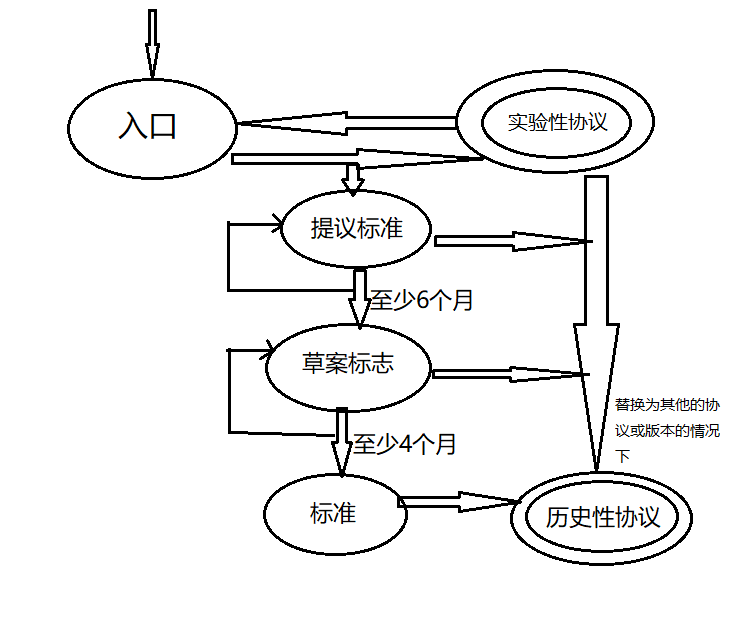 入口
实验性协议
提议标准
至少6个月
草案标志
替换为其他的协
议或版本的情况
下
至少4个月
标准
历史性协议